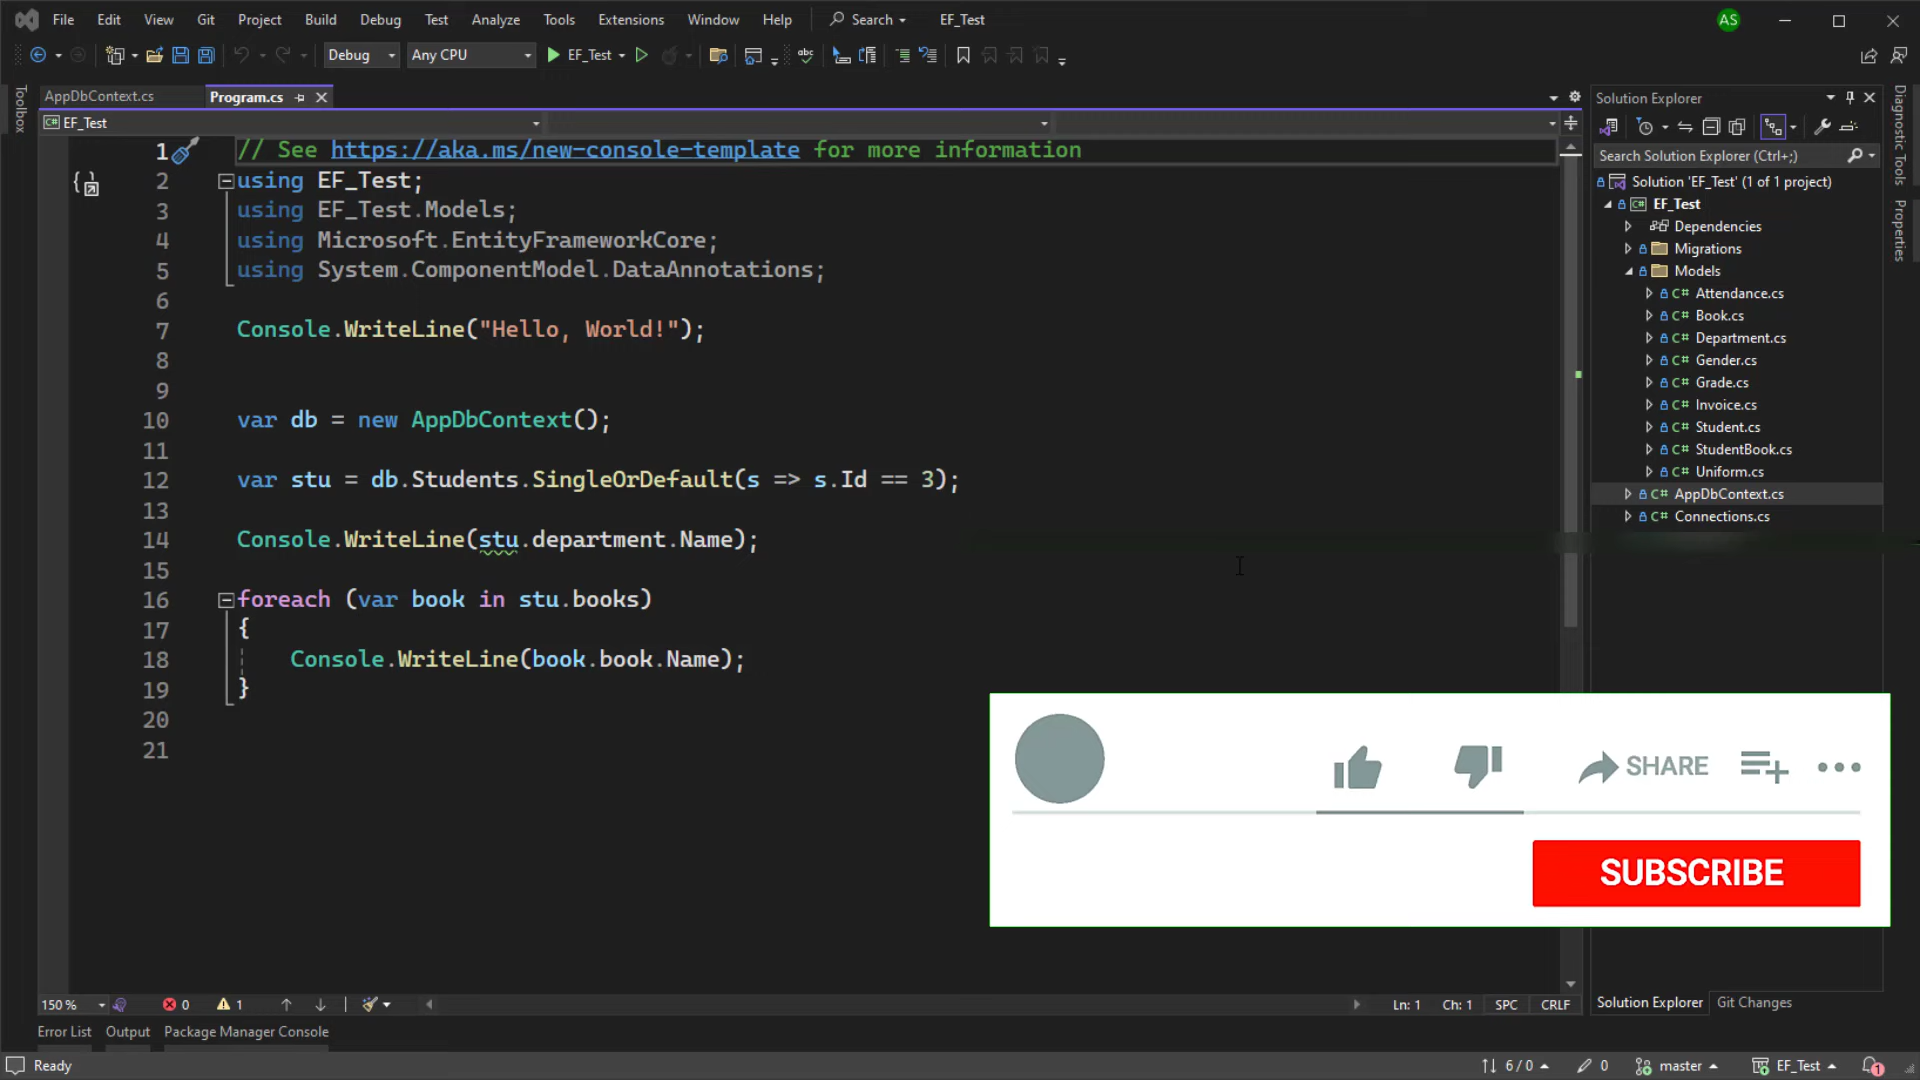 File Edit View Git Project Build Debug Test Analyze Tools Extensions Window Help Search EF_Test AS
Debug Any CPU EF_Test abc
AppDbContext.cs Program.cs
EF_Test
Toolbox
1 // See https://aka.ms/new-console-template for more information
2 using EF_Test;
3 using EF_Test.Models;
4 using Microsoft.EntityFrameworkCore;
5 using System.ComponentModel.DataAnnotations;
6
7 Console.WriteLine("Hello, World!");
8
9
10 var db = new AppDbContext();
11
12 var stu = db.Students.SingleOrDefault(s => s.Id == 3);
13
14 Console.WriteLine(stu.department.Name);
15
16 foreach (var book in stu.books)
17 {
18 Console.WriteLine(book.book.Name);
19 }
20
21
Solution Explorer
Search Solution Explorer (Ctrl+;)
Solution 'EF_Test' (1 of 1 project)
C# EF_Test
Dependencies
Migrations
Models
C# Attendance.cs
C# Book.cs
C# Department.cs
C# Gender.cs
C# Grade.cs
C# Invoice.cs
C# Student.cs
C# StudentBook.cs
C# Uniform.cs
C# AppDbContext.cs
C# Connections.cs
Diagnostic Tools
Properties
SHARE
SUBSCRIBE
150 % 0 1 Ln: 1 Ch: 1 SPC CRLF
Solution Explorer Git Changes
Error List Output Package Manager Console
Ready 6 / 0 0 master EF_Test 1